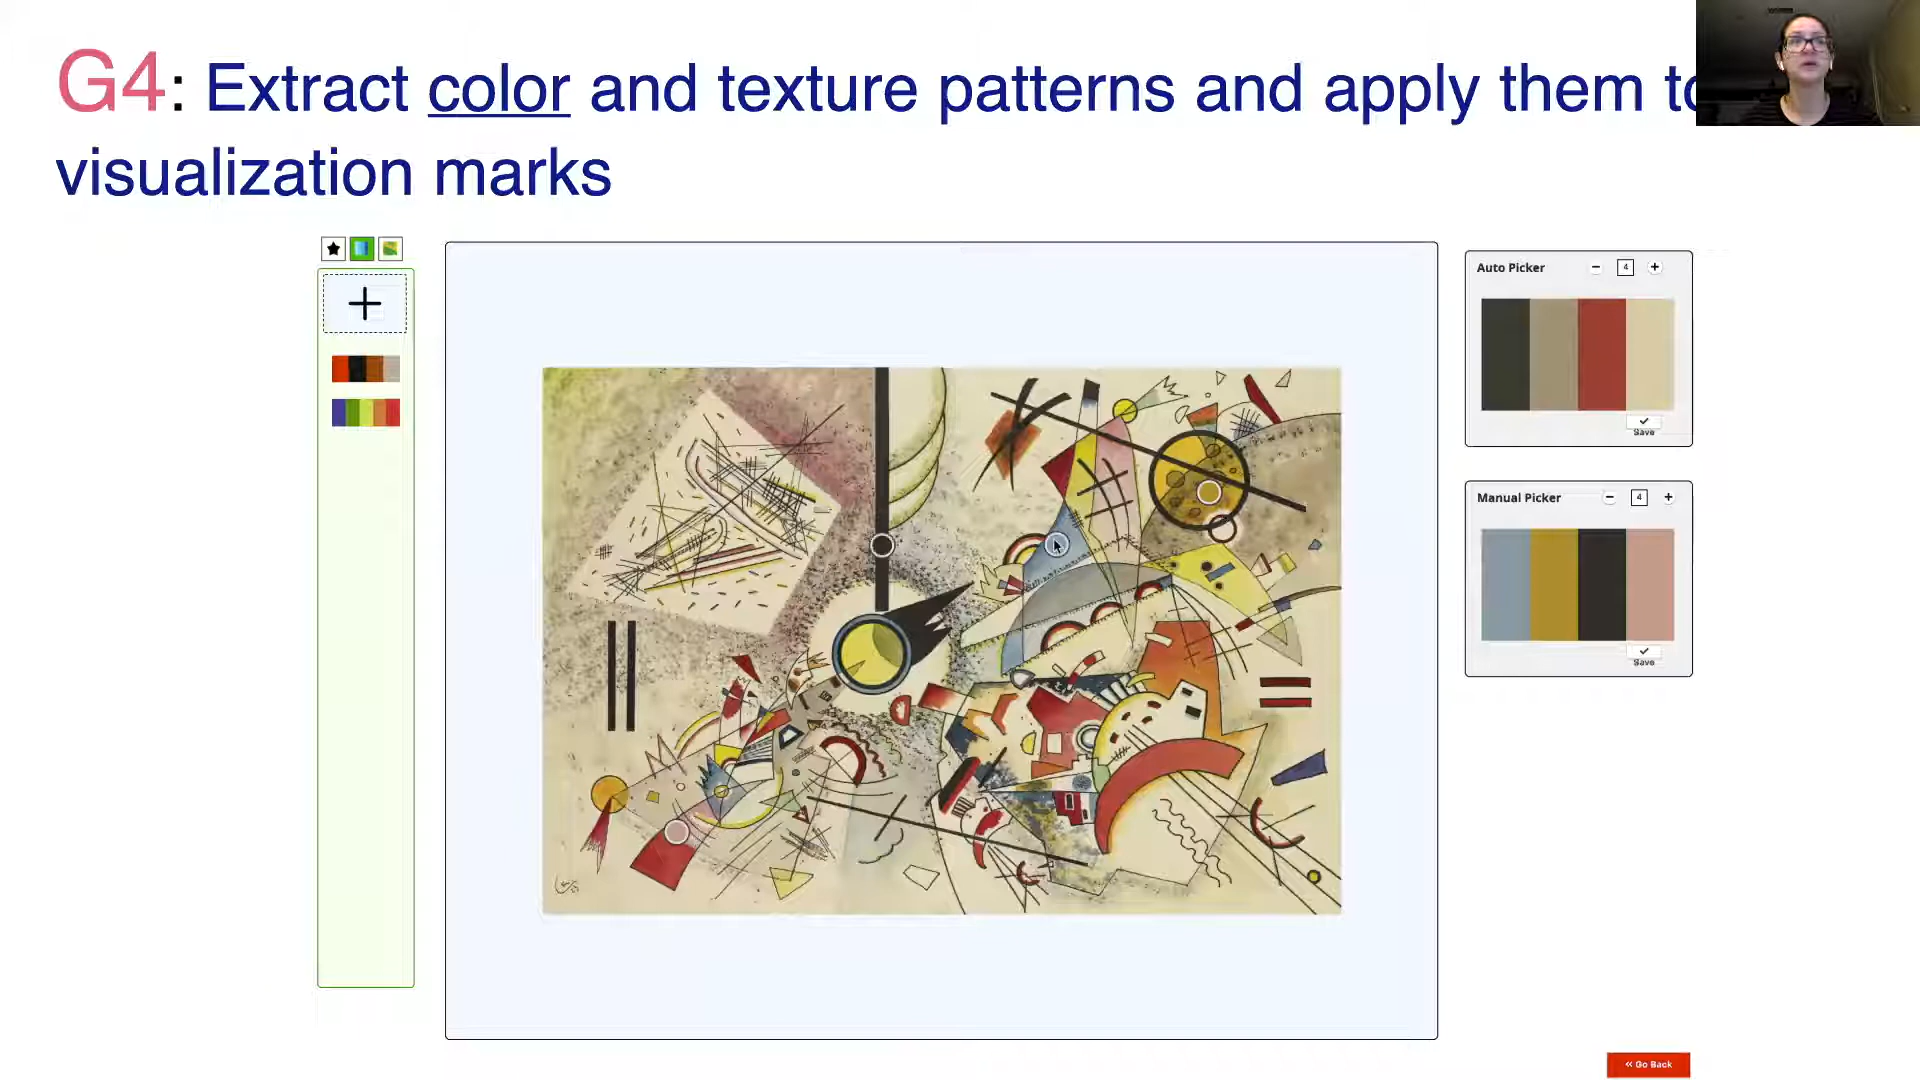 G4: Extract color and texture patterns and apply them to
visualization marks
Auto Picker − 4 +
Save
Manual Picker − 4 +
Save
« Go Back